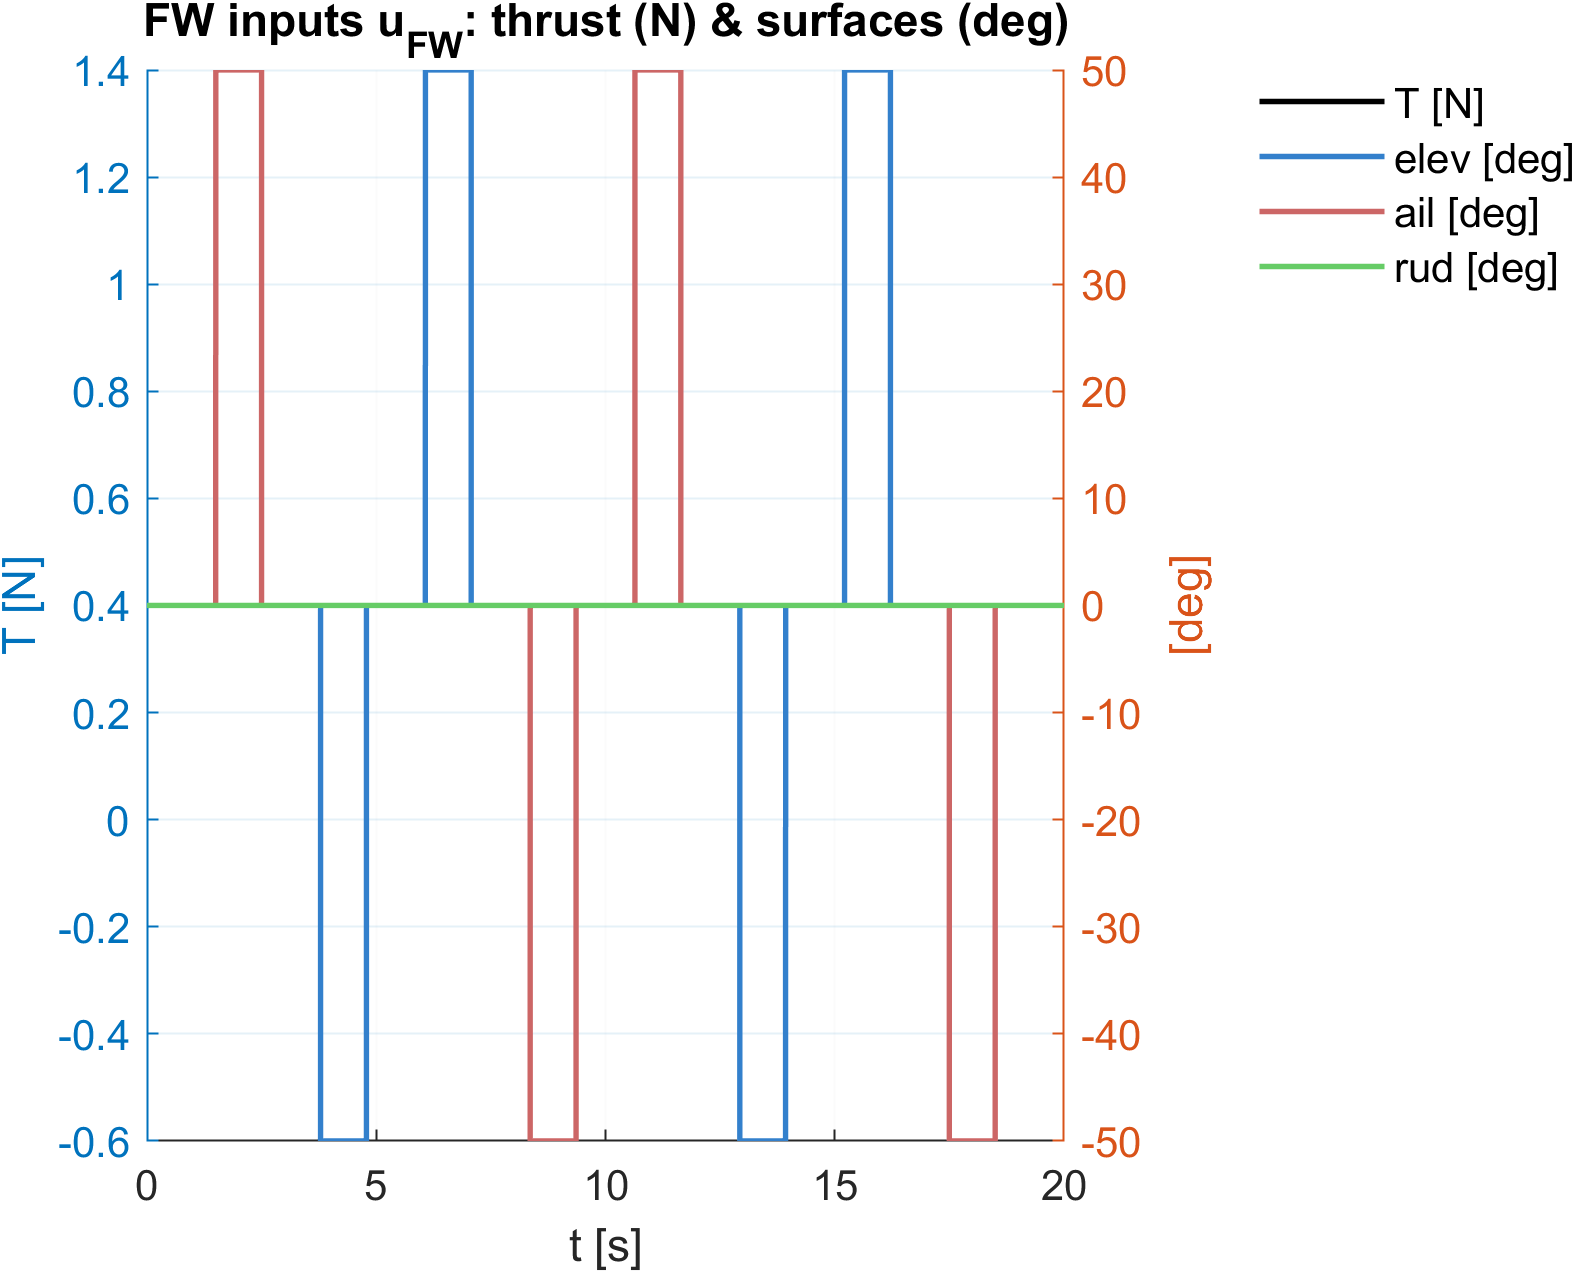 FW inputs u_FW: thrust (N) & surfaces (deg)
1.4
1.2
1
0.8
0.6
0.4
0.2
0
-0.2
-0.4
-0.6
T [N]
50
40
30
20
10
0
-10
-20
-30
-40
-50
[deg]
0 5 10 15 20
t [s]
T [N]
elev [deg]
ail [deg]
rud [deg]